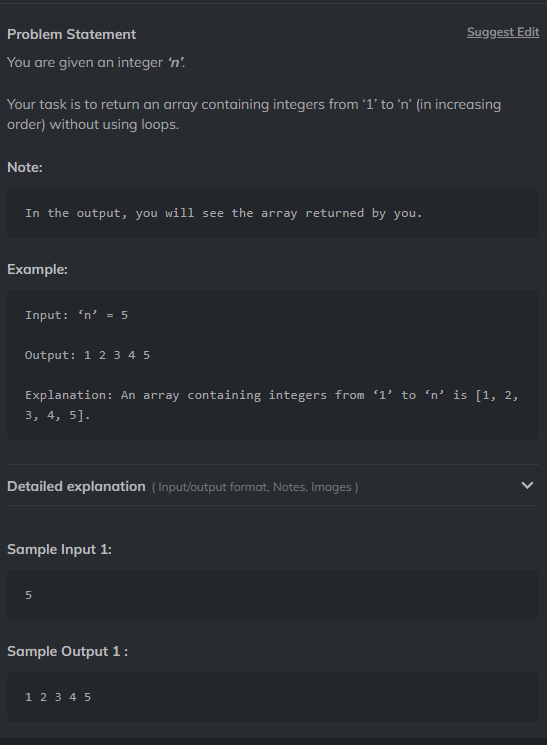 Problem Statement
Suggest Edit
You are given an integer ‘n’.
Your task is to return an array containing integers from ‘1’ to ‘n’ (in increasing
order) without using loops.
Note:
In the output, you will see the array returned by you.
Example:
Input: ‘n’ = 5
Output: 1 2 3 4 5
Explanation: An array containing integers from ‘1’ to ‘n’ is [1, 2,
3, 4, 5].
Detailed explanation ( Input/output format, Notes, Images )
Sample Input 1:
5
Sample Output 1 :
1 2 3 4 5